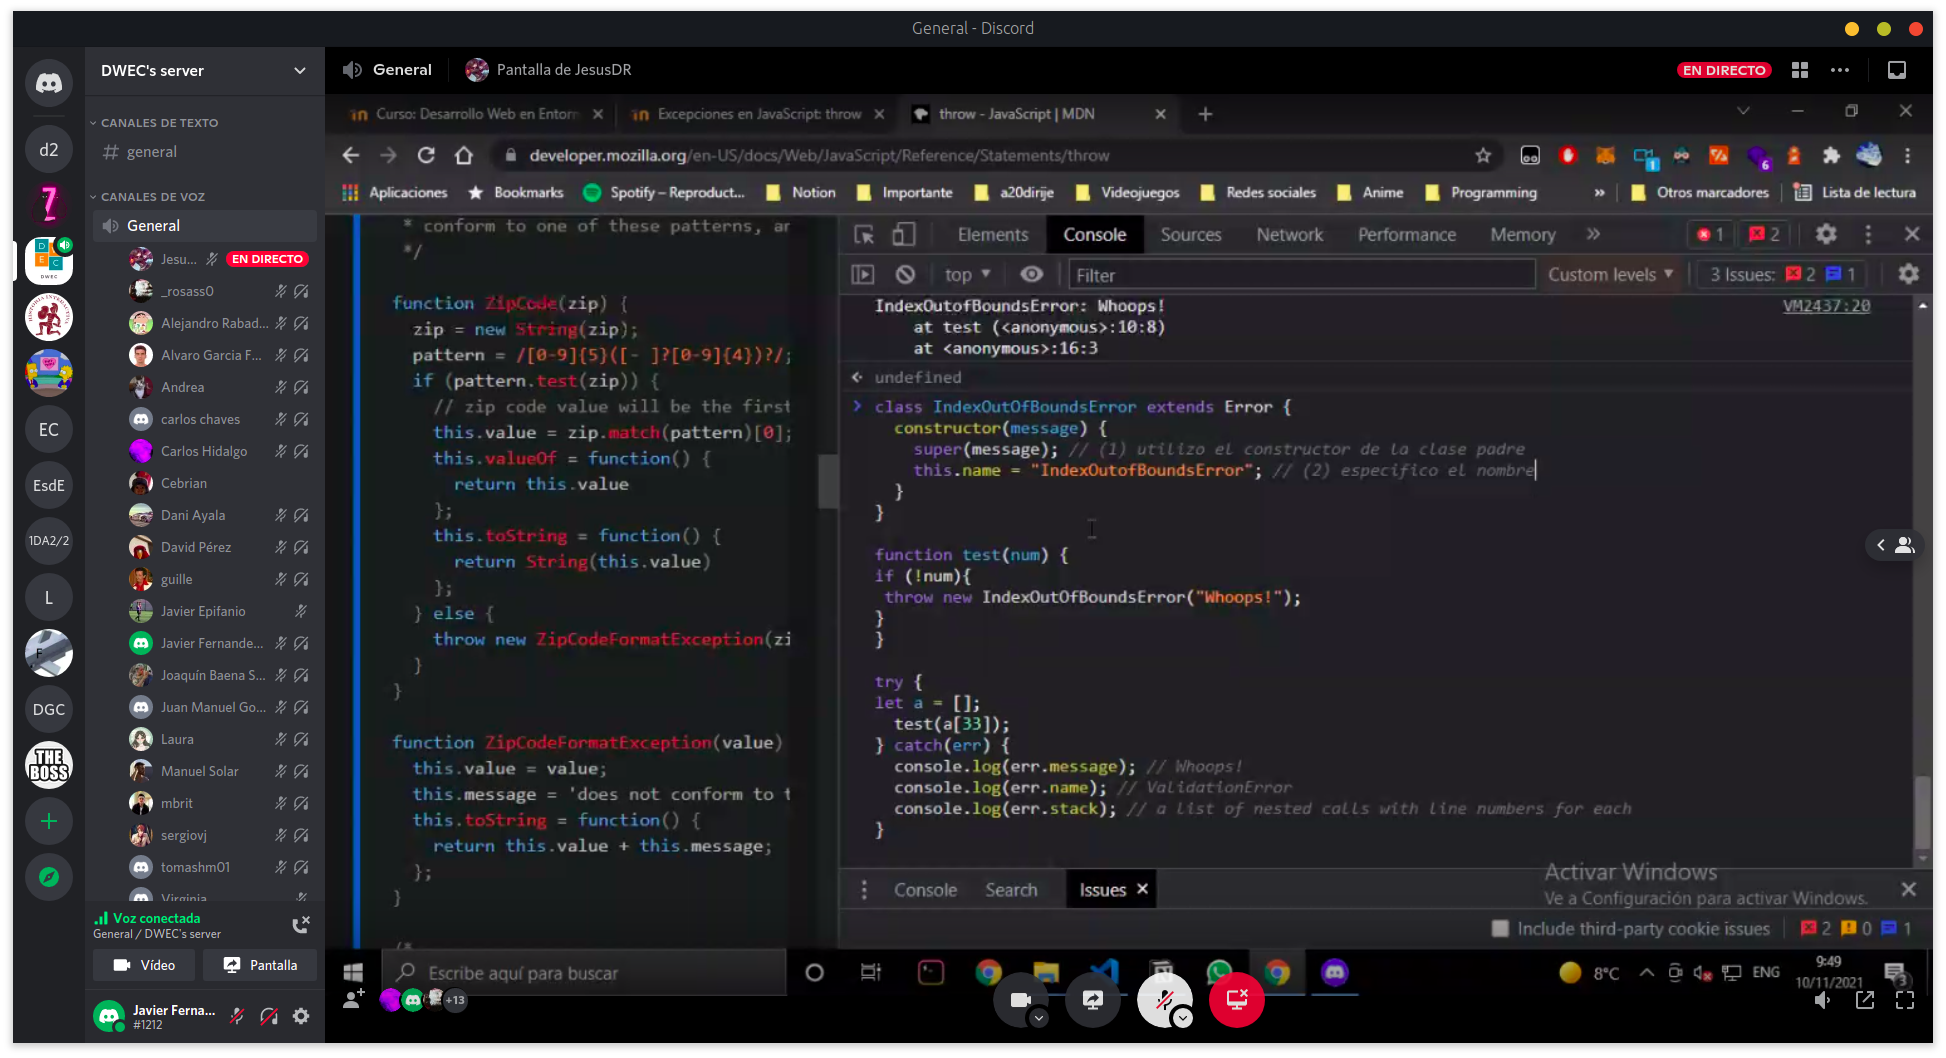 General - Discord
DWEC's server
General
Pantalla de JesusDR
EN DIRECTO
CANALES DE TEXTO
general
CANALES DE VOZ
General
Jesu...
EN DIRECTO
_rosass0
Alejandro Rabad...
Alvaro Garcia F...
Andrea
carlos chaves
Carlos Hidalgo
Cebrian
Dani Ayala
David Pérez
guille
Javier Epifanio
Javier Fernande...
Joaquín Baena S...
Juan Manuel Go...
Laura
Manuel Solar
mbrit
sergiovj
tomashm01
Virginia
Voz conectada
General / DWEC's server
Vídeo
Pantalla
Javier Ferna...
#1212
d2
DWEC
EC
EsdE
1DA2/2
L
F
DGC
THE BOSS
Curso: Desarrollo Web en Entorn
Excepciones en JavaScript: throw
throw - JavaScript | MDN
developer.mozilla.org/en-US/docs/Web/JavaScript/Reference/Statements/throw
1
6
Aplicaciones
Bookmarks
Spotify – Reproduct...
Notion
Importante
a20dirije
Videojuegos
Redes sociales
Anime
Programming
»
Otros marcadores
Lista de lectura
* conform to one of these patterns, an
*/
function ZipCode(zip) {
zip = new String(zip);
pattern = /[0-9]{5}([- ]?[0-9]{4})?/;
if (pattern.test(zip)) {
// zip code value will be the first
this.value = zip.match(pattern)[0];
this.valueOf = function() {
return this.value
};
this.toString = function() {
return String(this.value)
};
} else {
throw new ZipCodeFormatException(zi
}
}
function ZipCodeFormatException(value)
this.value = value;
this.message = 'does not conform to t
this.toString = function() {
return this.value + this.message;
};
}
/*
Elements
Console
Sources
Network
Performance
Memory
»
1
2
top
Filter
Custom levels
3 Issues:
2
1
IndexOutofBoundsError: Whoops!
VM2437:20
at test (<anonymous>:10:8)
at <anonymous>:16:3
undefined
class IndexOutOfBoundsError extends Error {
constructor(message) {
super(message); // (1) utilizo el constructor de la clase padre
this.name = "IndexOutofBoundsError"; // (2) especifico el nombre
}
}
function test(num) {
if (!num){
throw new IndexOutOfBoundsError("Whoops!");
}
}
try {
let a = [];
test(a[33]);
} catch(err) {
console.log(err.message); // Whoops!
console.log(err.name); // ValidationError
console.log(err.stack); // a list of nested calls with line numbers for each
}
Activar Windows
Ve a Configuración para activar Windows.
Console
Search
Issues
Include third-party cookie issues
2
0
1
Escribe aquí para buscar
8°C
ENG
9:49
10/11/2021
3
+13